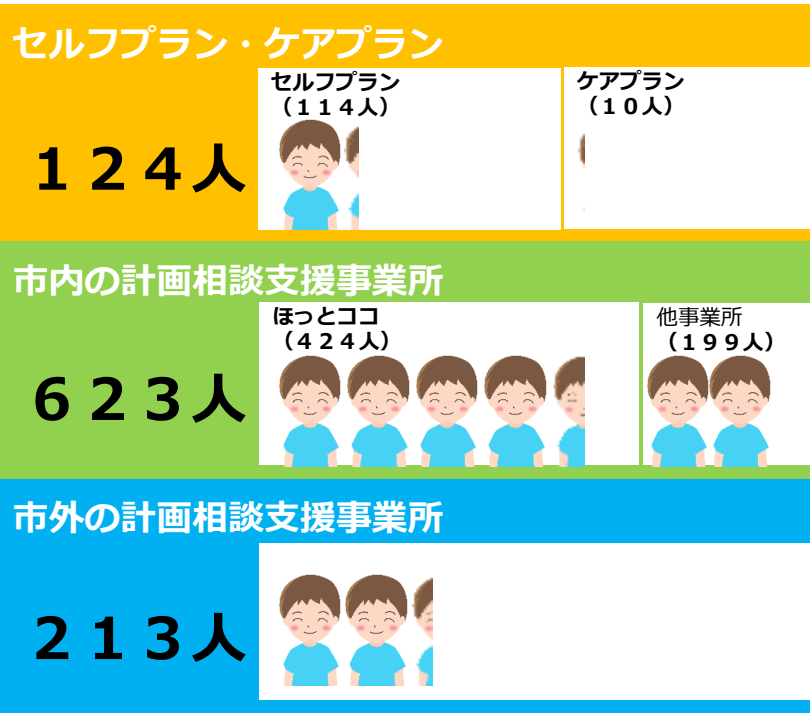 セルフプラン・ケアプラン
セルフプラン
（１１４人）
ケアプラン
（１０人）
１２４人
市内の計画相談支援事業所
ほっとココ
（４２４人）
他事業所
（１９９人）
６２３人
市外の計画相談支援事業所
２１３人